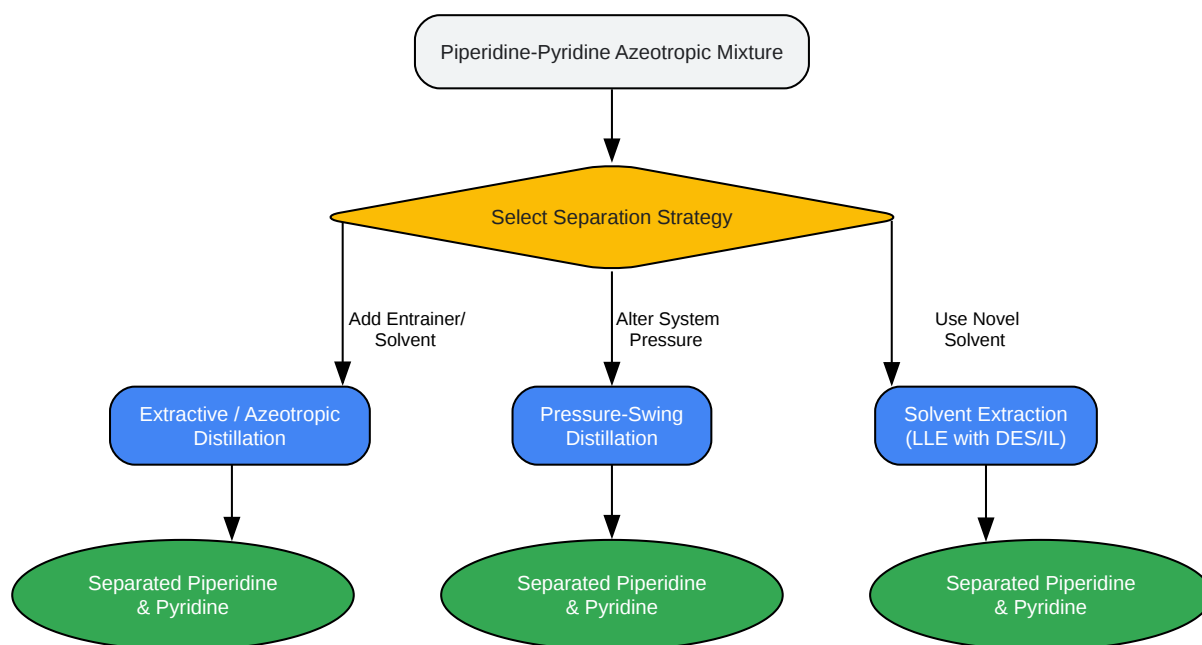 Piperidine-Pyridine Azeotropic Mixture
Select Separation Strategy
Add Entrainer/
Solvent
Alter System
Pressure
Use Novel
Solvent
Extractive / Azeotropic
Distillation
Pressure-Swing
Distillation
Solvent Extraction
(LLE with DES/IL)
Separated Piperidine
& Pyridine
Separated Piperidine
& Pyridine
Separated Piperidine
& Pyridine